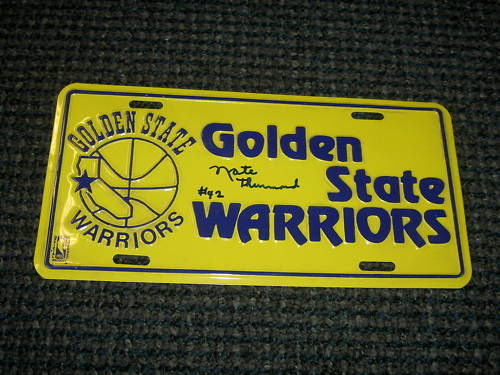 GOLDEN STATE
WARRIORS
Golden
State
WARRIORS
Nate
Thurmond
#42